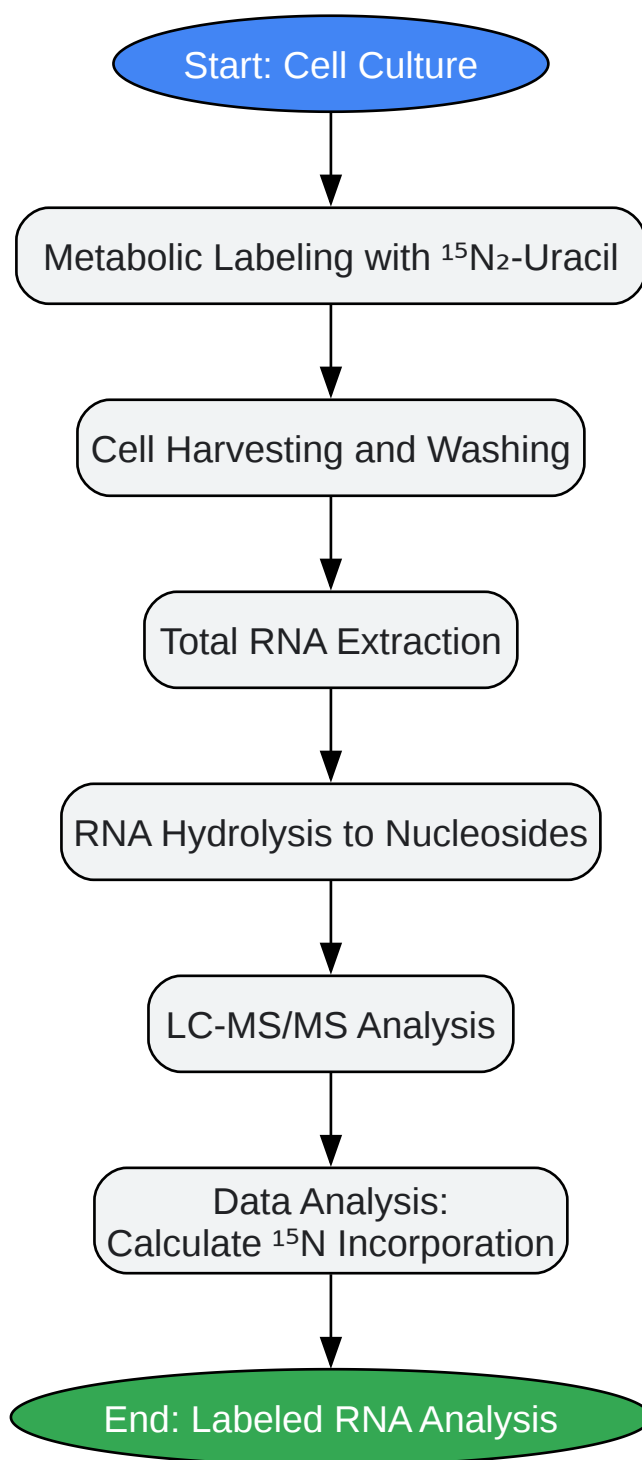 Start: Cell Culture
Metabolic Labeling with ¹⁵N₂-Uracil
Cell Harvesting and Washing
Total RNA Extraction
RNA Hydrolysis to Nucleosides
LC-MS/MS Analysis
Data Analysis:
Calculate ¹⁵N Incorporation
End: Labeled RNA Analysis